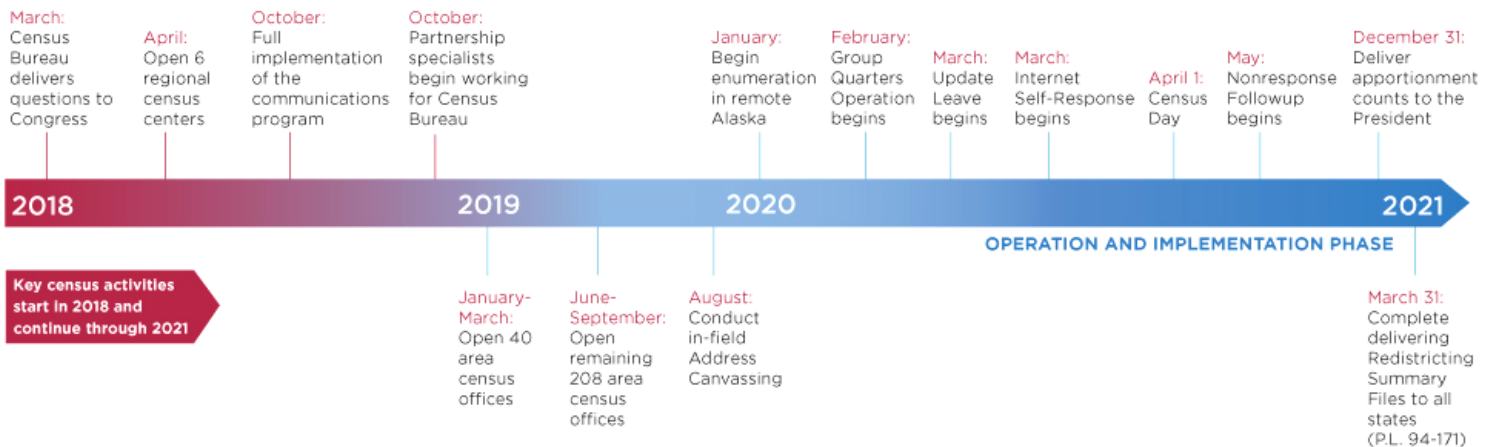 March:
Census
Bureau
delivers
questions to
Congress
April:
Open 6
regional
census
centers
October:
Full
implementation
of the
communications
program
October:
Partnership
specialists
begin working
for Census
Bureau
January:
Begin
enumeration
in remote
Alaska
February:
Group
Quarters
Operation
begins
March:
Update
Leave
begins
March:
Internet
Self-Response
begins
April 1:
Census
Day
May:
Nonresponse
Followup
begins
December 31:
Deliver
apportionment
counts to the
President
2018
2019
2020
2021
OPERATION AND IMPLEMENTATION PHASE
Key census activities
start in 2018 and
continue through 2021
January-
March:
Open 40
area
census
offices
June-
September:
Open
remaining
208 area
census
offices
August:
Conduct
in-field
Address
Canvassing
March 31:
Complete
delivering
Redistricting
Summary
Files to all
states
(P.L. 94-171)